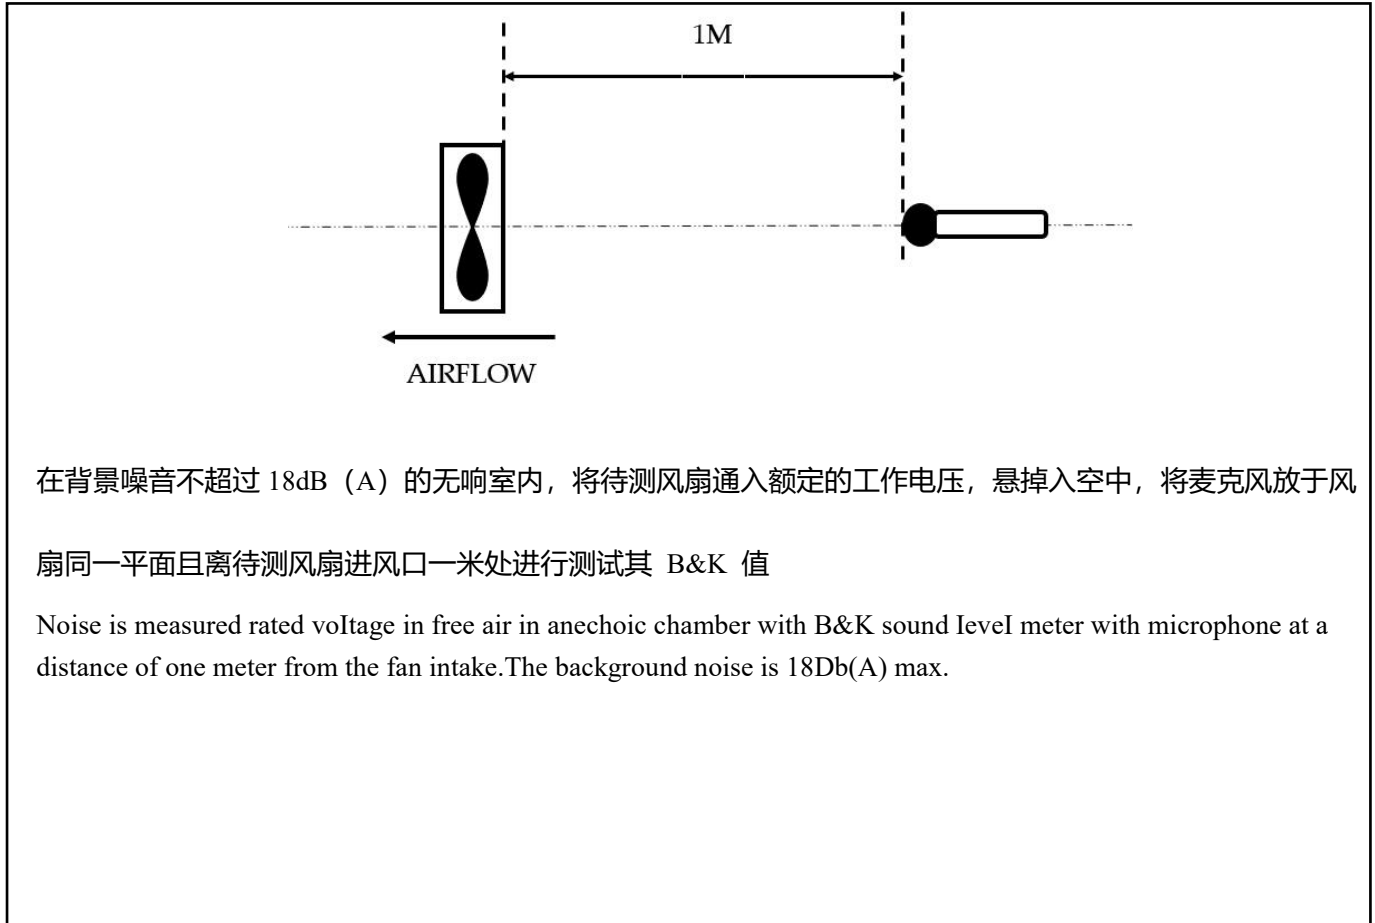 1M
AIRFLOW
在背景噪音不超过 18dB（A）的无响室内，将待测风扇通入额定的工作电压，悬掉入空中，将麦克风放于风
扇同一平面且离待测风扇进风口一米处进行测试其 B&K 值
Noise is measured rated voItage in free air in anechoic chamber with B&K sound IeveI meter with microphone at a
distance of one meter from the fan intake.The background noise is 18Db(A) max.